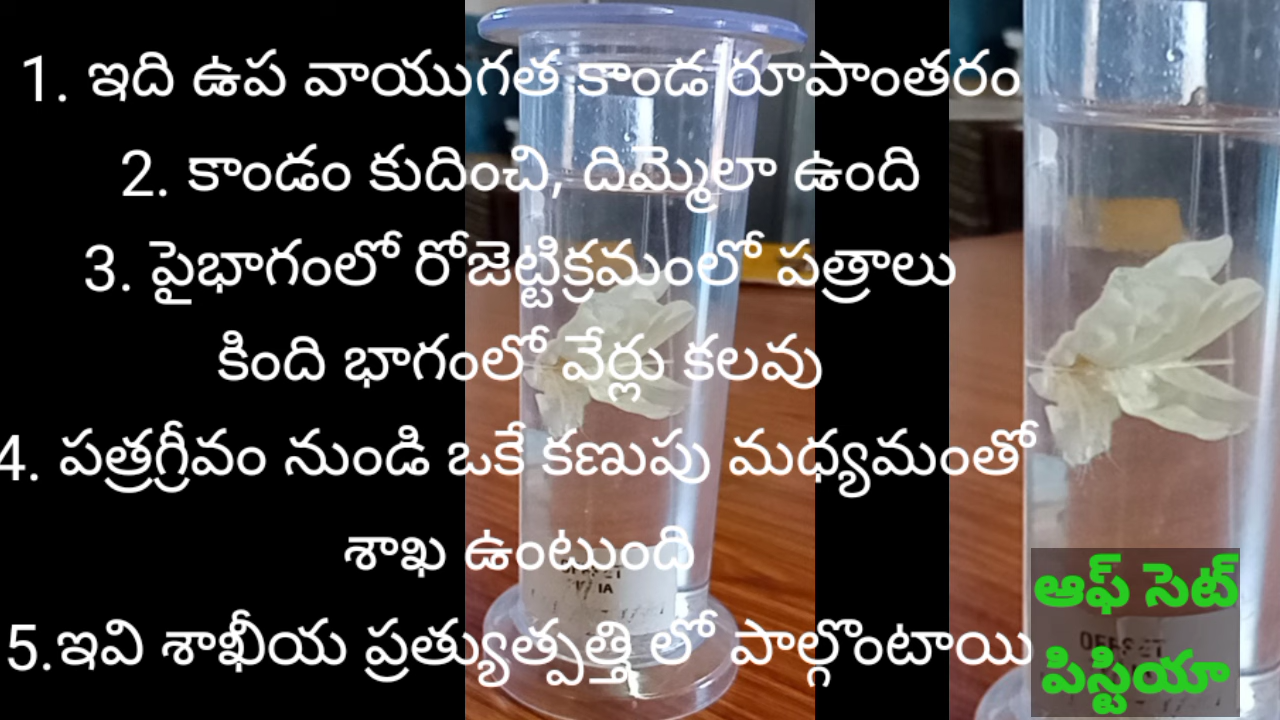 1. ఇది ఉప వాయుగత కాండ రూపాంతరం
2. కాండం కుదించి, దిమ్మెలా ఉంది
3. పైభాగంలో రోజెట్టిక్రమంలో పత్రాలు
కింది భాగంలో వేర్లు కలవు
4. పత్రగ్రీవం నుండి ఒకే కణుపు మధ్యమంతో
శాఖ ఉంటుంది
5.ఇవి శాఖీయ ప్రత్యుత్పత్తి లో పాల్గొంటాయి
ఆఫ్ సెట్
పిస్టియా
OFFSET